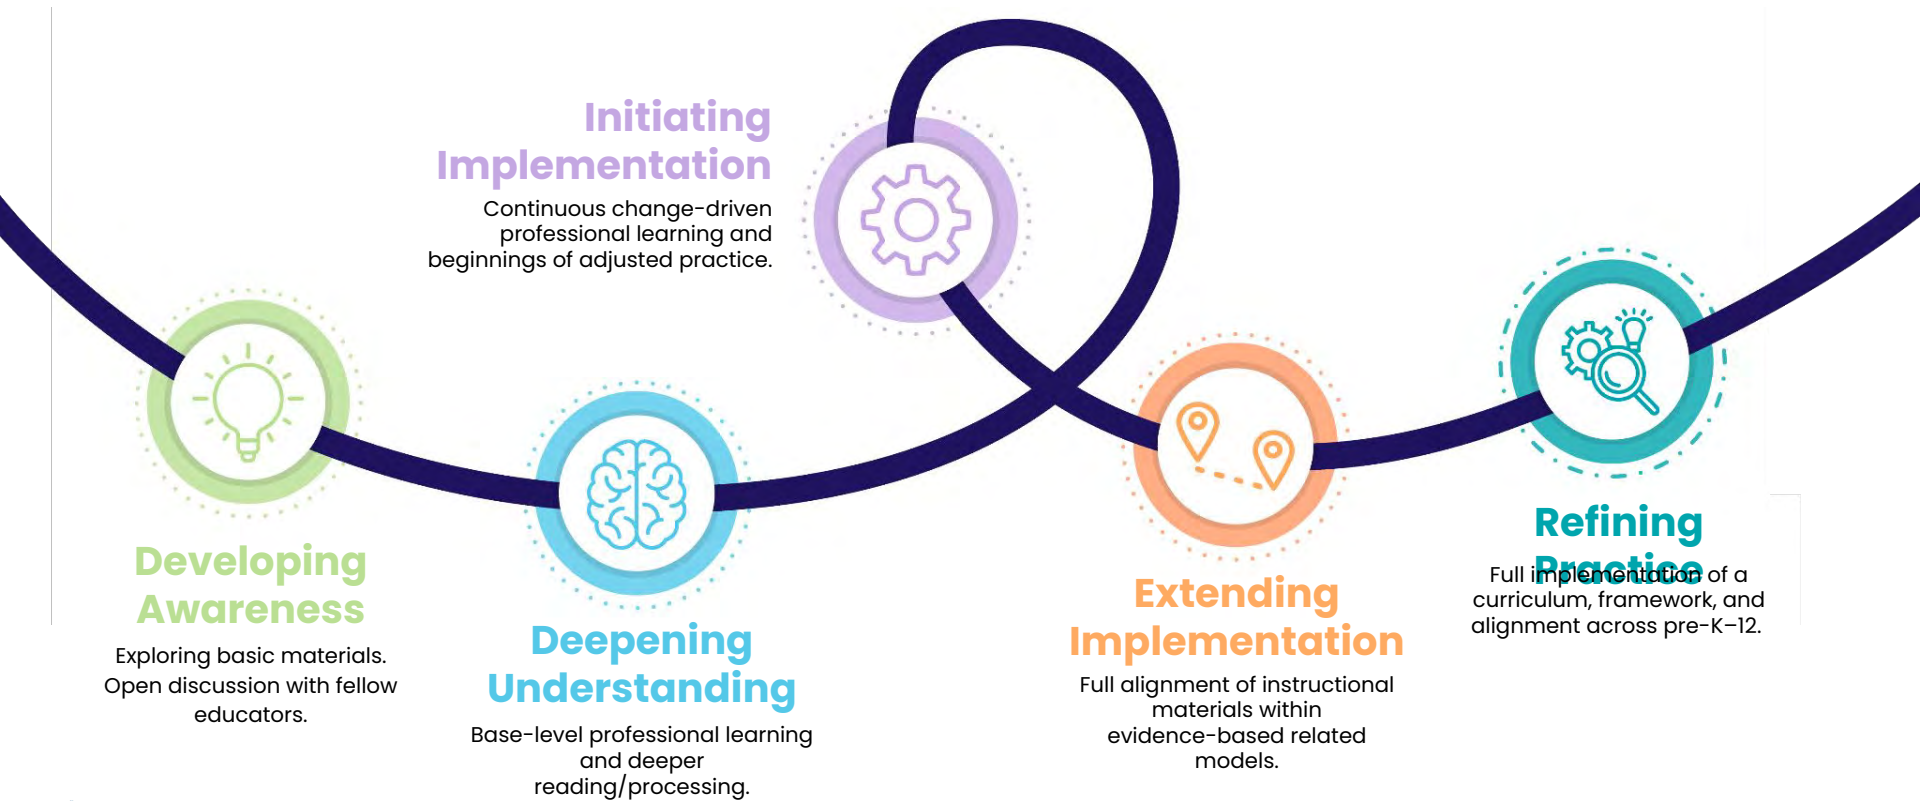 Developing
Awareness
Exploring basic materials.
Open discussion with fellow
educators.
Deepening
Understanding
Base-level professional learning
and deeper
reading/processing.
Initiating
Implementation
Continuous change-driven
professional learning and
beginnings of adjusted practice.
Extending
Implementation
Full alignment of instructional
materials within
evidence-based related
models.
Refining
Practice
Full implementation of a
curriculum, framework, and
alignment across pre-K–12.